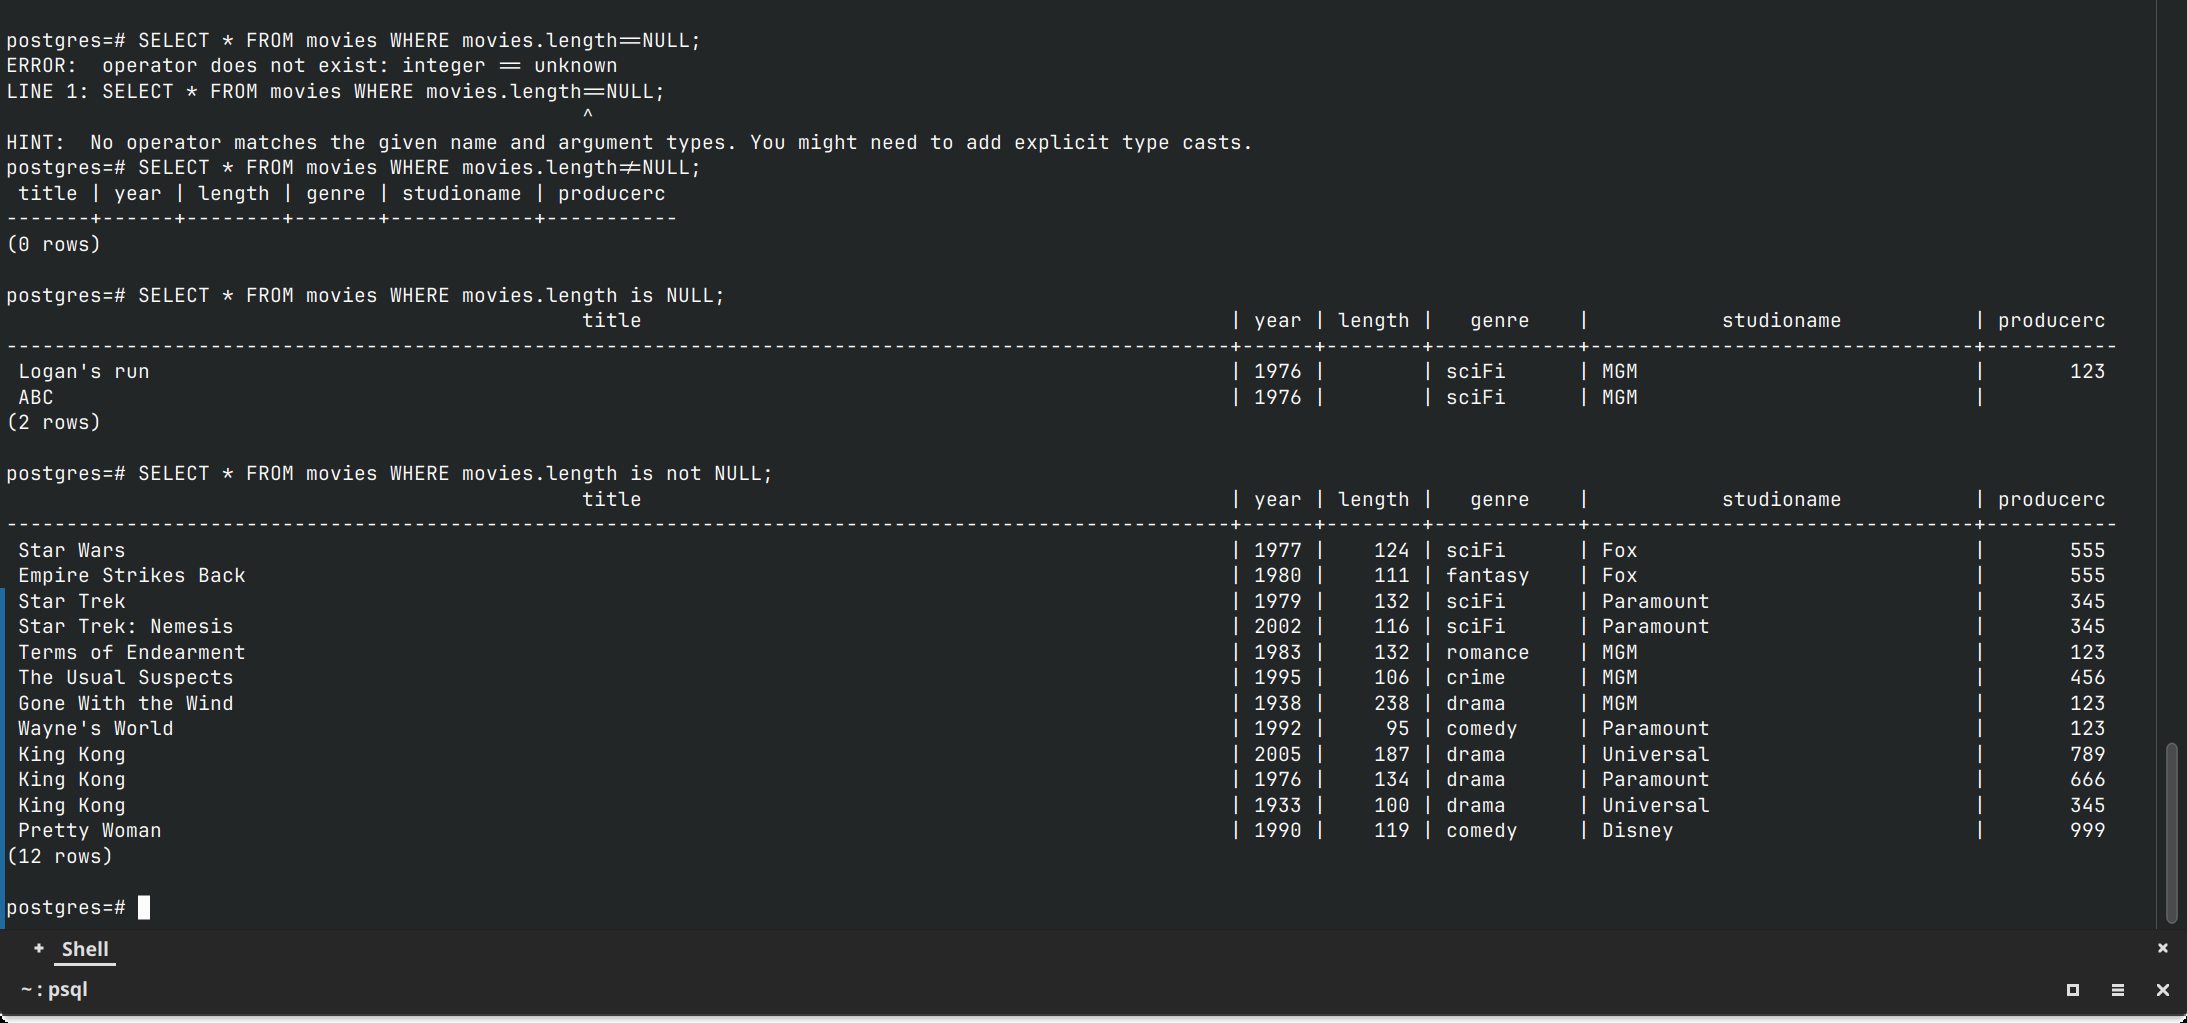 postgres=# SELECT * FROM movies WHERE movies.length==NULL;
ERROR:  operator does not exist: integer == unknown
LINE 1: SELECT * FROM movies WHERE movies.length==NULL;
                                                ^
HINT:  No operator matches the given name and argument types. You might need to add explicit type casts.
postgres=# SELECT * FROM movies WHERE movies.length!=NULL;
 title | year | length | genre | studioname | producerc
-------+------+--------+-------+------------+-----------
(0 rows)
postgres=# SELECT * FROM movies WHERE movies.length is NULL;
title | year | length | genre | studioname | producerc
Logan's run | 1976 | | sciFi | MGM | 123
ABC | 1976 | | sciFi | MGM |
(2 rows)
postgres=# SELECT * FROM movies WHERE movies.length is not NULL;
title | year | length | genre | studioname | producerc
Star Wars | 1977 | 124 | sciFi | Fox | 555
Empire Strikes Back | 1980 | 111 | fantasy | Fox | 555
Star Trek | 1979 | 132 | sciFi | Paramount | 345
Star Trek: Nemesis | 2002 | 116 | sciFi | Paramount | 345
Terms of Endearment | 1983 | 132 | romance | MGM | 123
The Usual Suspects | 1995 | 106 | crime | MGM | 456
Gone With the Wind | 1938 | 238 | drama | MGM | 123
Wayne's World | 1992 | 95 | comedy | Paramount | 123
King Kong | 2005 | 187 | drama | Universal | 789
King Kong | 1976 | 134 | drama | Paramount | 666
King Kong | 1933 | 100 | drama | Universal | 345
Pretty Woman | 1990 | 119 | comedy | Disney | 999
(12 rows)
postgres=#
Shell
~ : psql